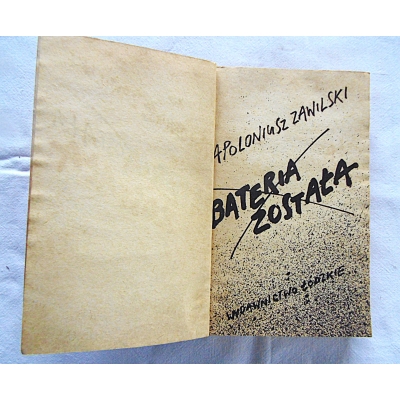 APOLONIUSZ ZAWILSKI
BATERIA
ZOSTAŁA
WYDAWNICTWO ŁÓDZKIE